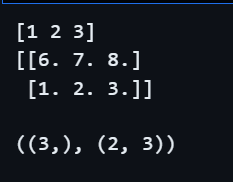 [1 2 3]
[[6. 7. 8.]
 [1. 2. 3.]]
((3,), (2, 3))